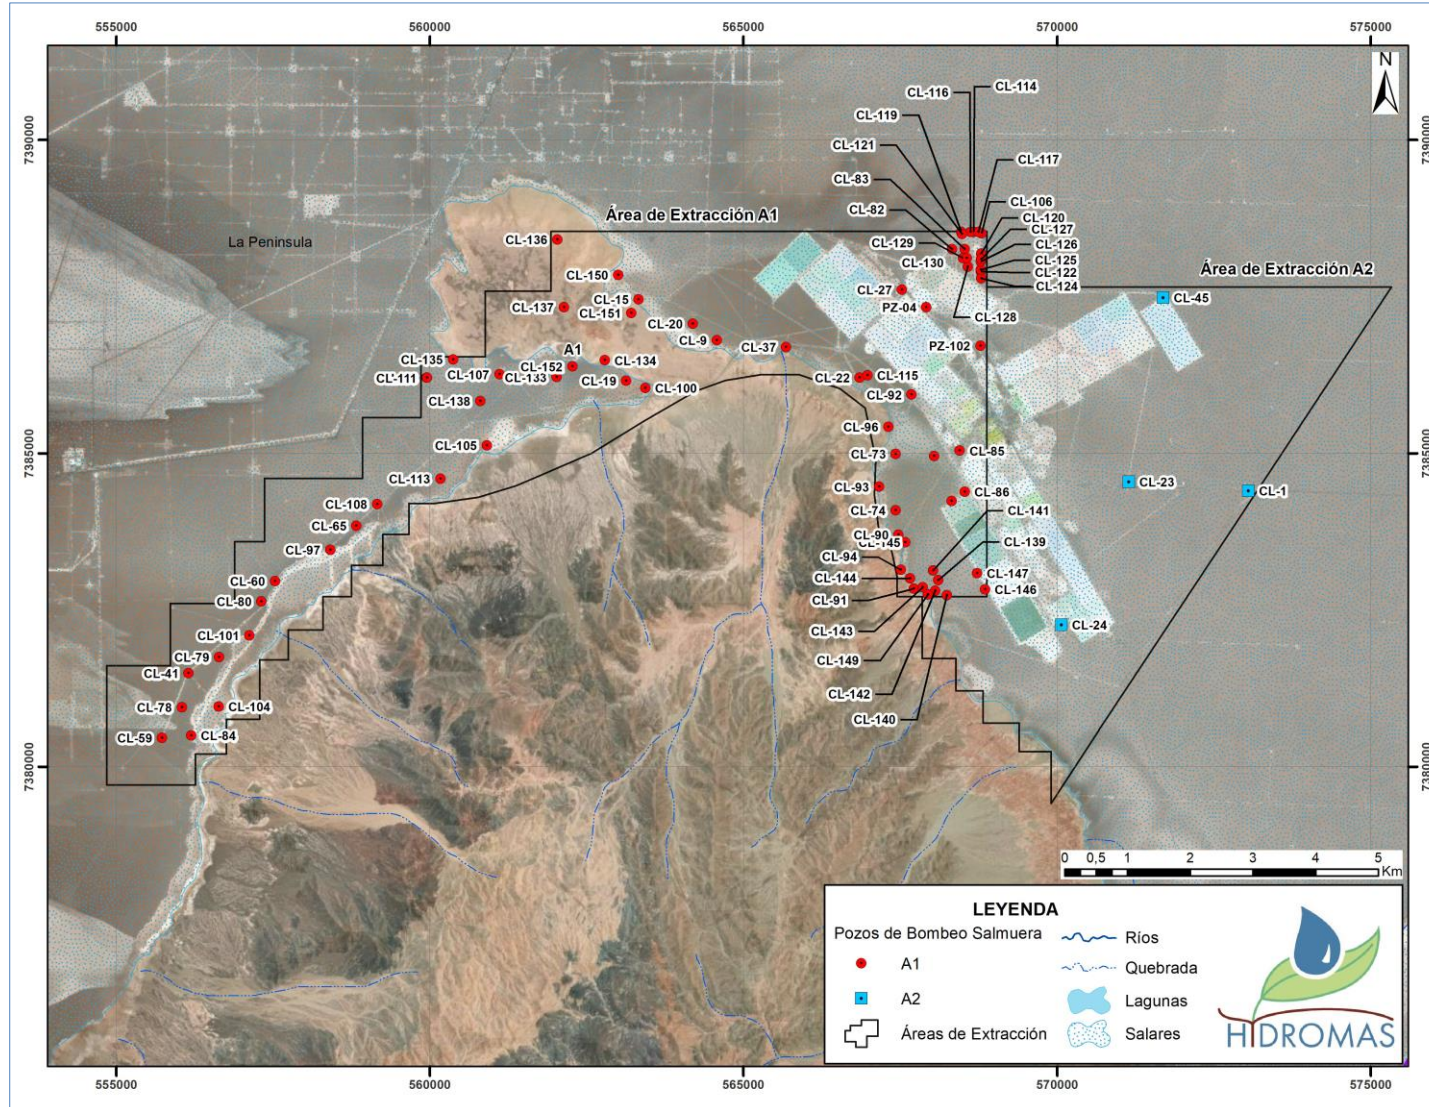 555000
560000
565000
570000
575000
N
CL-116
CL-114
CL-119
7390000
7390000
CL-121
CL-117
CL-83
CL-106
CL-82
Área de Extracción A1
CL-120
CL-127
La Peninsula
CL-136
CL-129
CL-126
CL-130
CL-125
CL-122
Área de Extracción A2
CL-150
CL-124
CL-27
CL-45
CL-15
CL-137
CL-151
PZ-04
CL-128
CL-20
CL-9
CL-37
PZ-102
A1
CL-135
CL-134
CL-152
CL-107
CL-133
CL-111
CL-19
CL-22
CL-115
CL-100
CL-92
CL-138
CL-96
CL-105
CL-85
7385000
7385000
CL-73
CL-113
CL-93
CL-86
CL-23
CL-1
CL-108
CL-74
CL-141
CL-65
CL-90
CL-145
CL-139
CL-97
CL-94
CL-60
CL-144
CL-147
CL-80
CL-91
CL-146
CL-101
CL-143
CL-24
CL-79
CL-41
CL-149
CL-78
CL-104
CL-142
CL-59
CL-84
CL-140
7380000
7380000
0 0,5 1 2 3 4 5
Km
LEYENDA
Pozos de Bombeo Salmuera
A1
A2
Áreas de Extracción
Ríos
Quebrada
Lagunas
Salares
HIDROMAS
555000
560000
565000
570000
575000